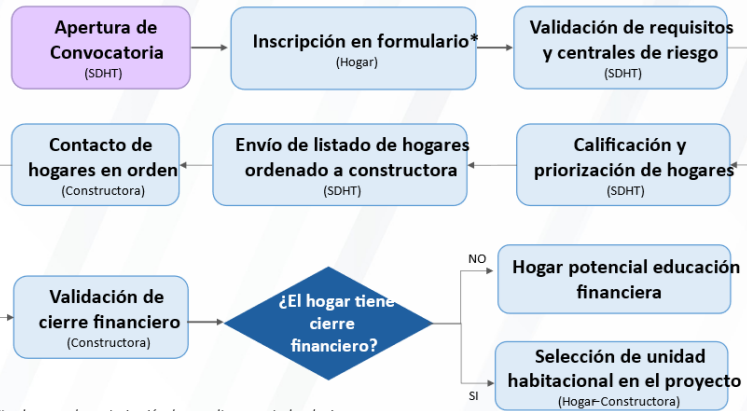 Apertura de
Convocatoria
(SDHT)
Inscripción en formulario*
(Hogar)
Validación de requisitos
y centrales de riesgo
(SDHT)
Contacto de
hogares en orden
(Constructora)
Envío de listado de hogares
ordenado a constructora
(SDHT)
Calificación y
priorización de hogares
(SDHT)
Validación de
cierre financiero
(Constructora)
¿El hogar tiene
cierre
financiero?
NO
Hogar potencial educación
financiera
SI
Selección de unidad
habitacional en el proyecto
(Hogar-Constructora)